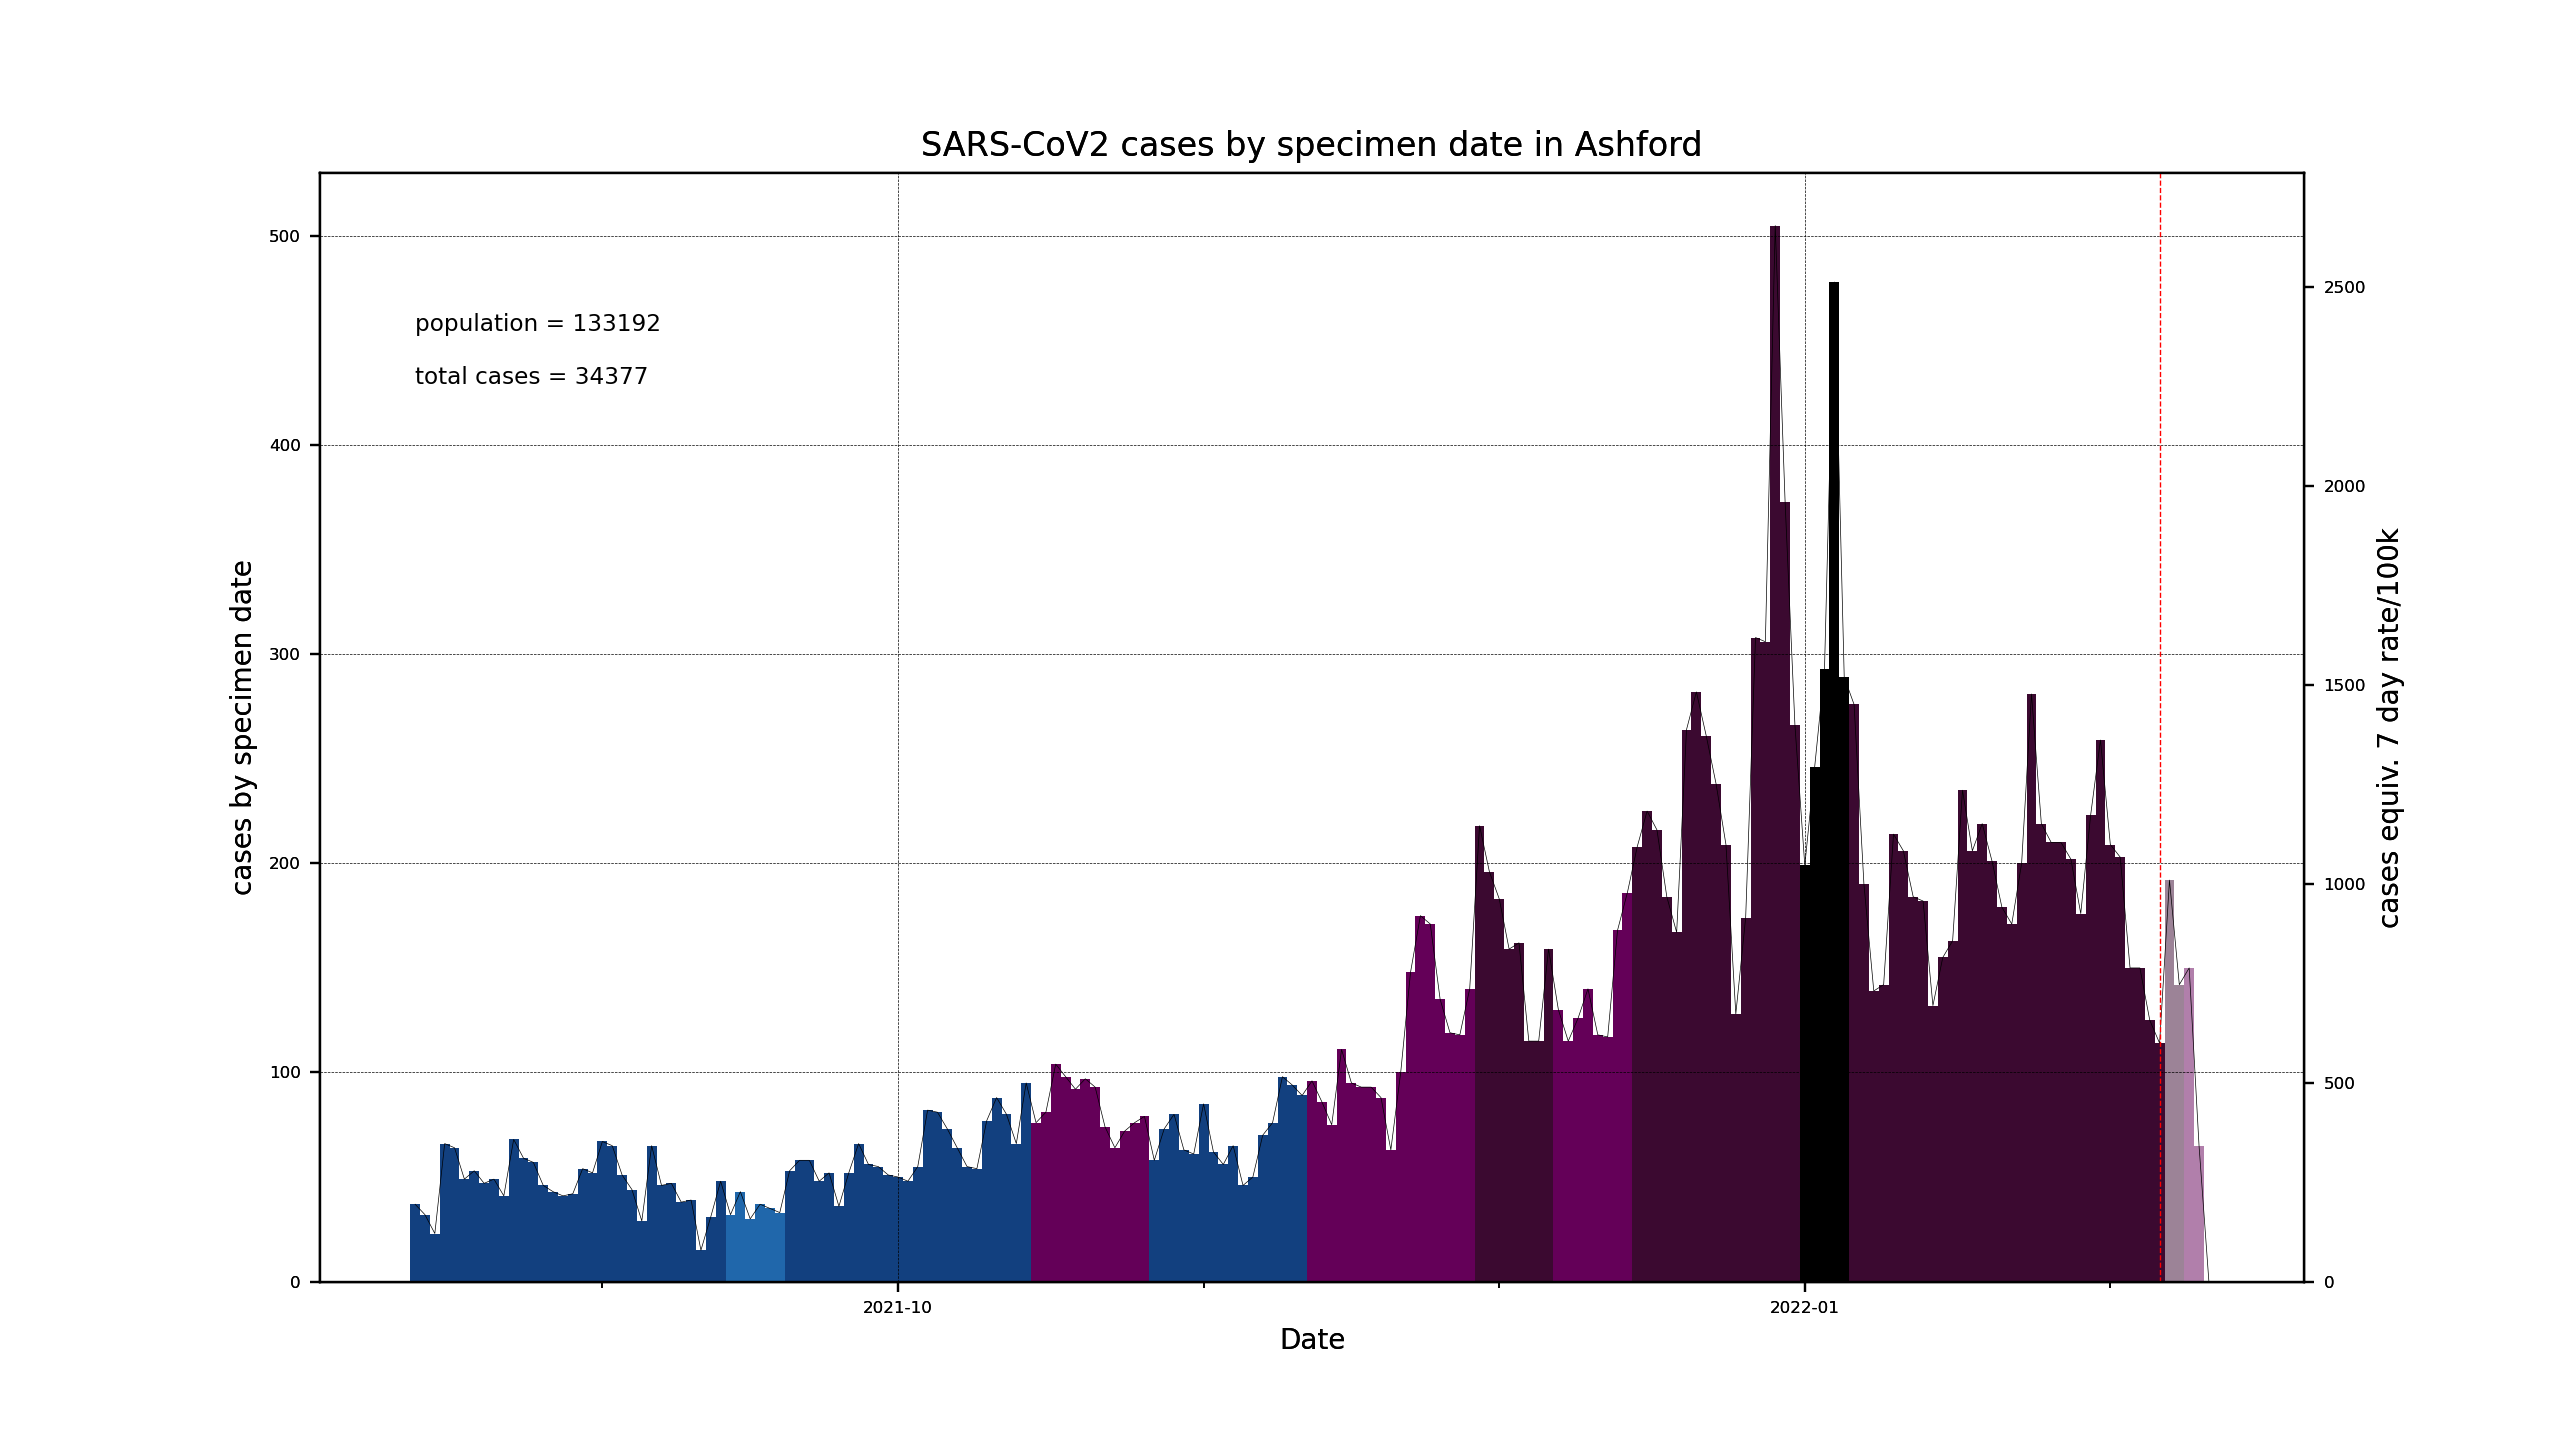 SARS-CoV2 cases by specimen date in Ashford
population = 133192
total cases = 34377
cases by specimen date
500
400
300
200
100
0
2500
2000
1500
1000
500
0
cases equiv. 7 day rate/100k
2021-10
2022-01
Date